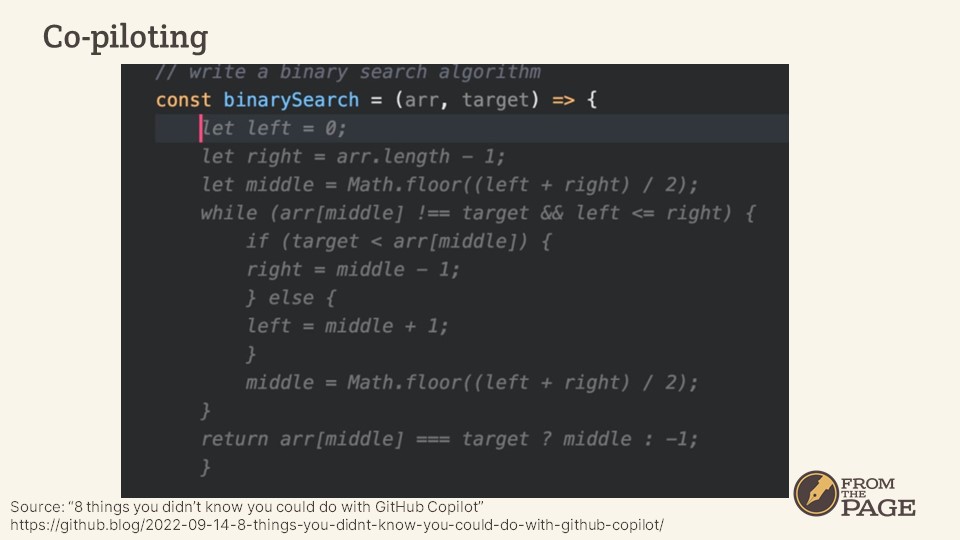 Co-piloting
// write a binary search algorithm
const binarySearch = (arr, target) => {
    let left = 0;
    let right = arr.length - 1;
    let middle = Math.floor((left + right) / 2);
    while (arr[middle] !== target && left <= right) {
        if (target < arr[middle]) {
        right = middle - 1;
        } else {
        left = middle + 1;
        }
        middle = Math.floor((left + right) / 2);
    }
    return arr[middle] === target ? middle : -1;
    }
Source: “8 things you didn’t know you could do with GitHub Copilot”
https://github.blog/2022-09-14-8-things-you-didnt-know-you-could-do-with-github-copilot/
FROM
THE
PAGE